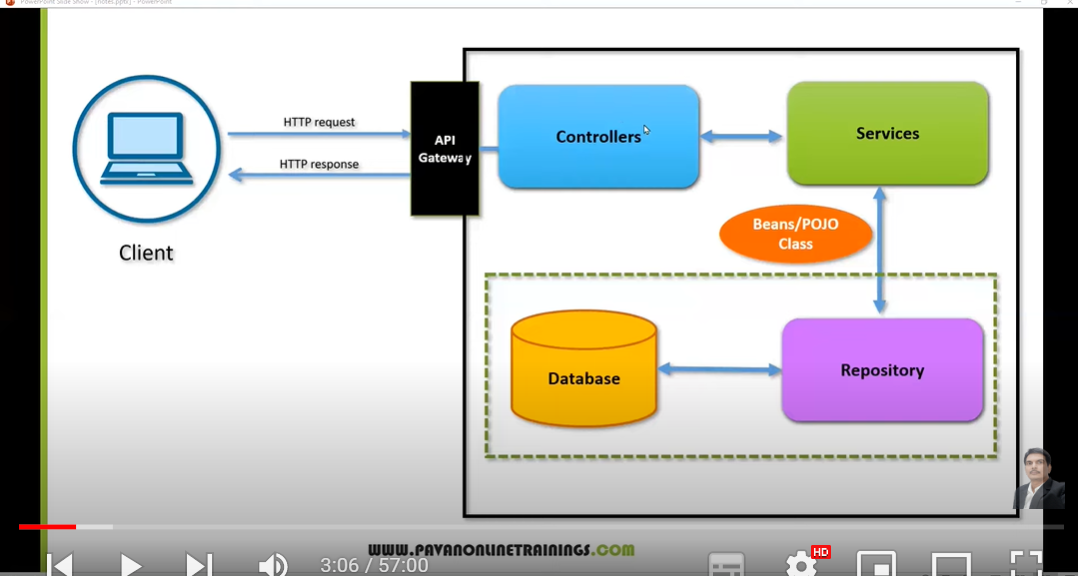 PowerPoint Slide Show - [notes.pptx] - PowerPoint
HTTP request
HTTP response
API
Gateway
Controllers
Services
Client
Beans/POJO
Class
Database
Repository
WWW.PAVANONLINETRAININGS.COM
3:06 / 57:00
HD